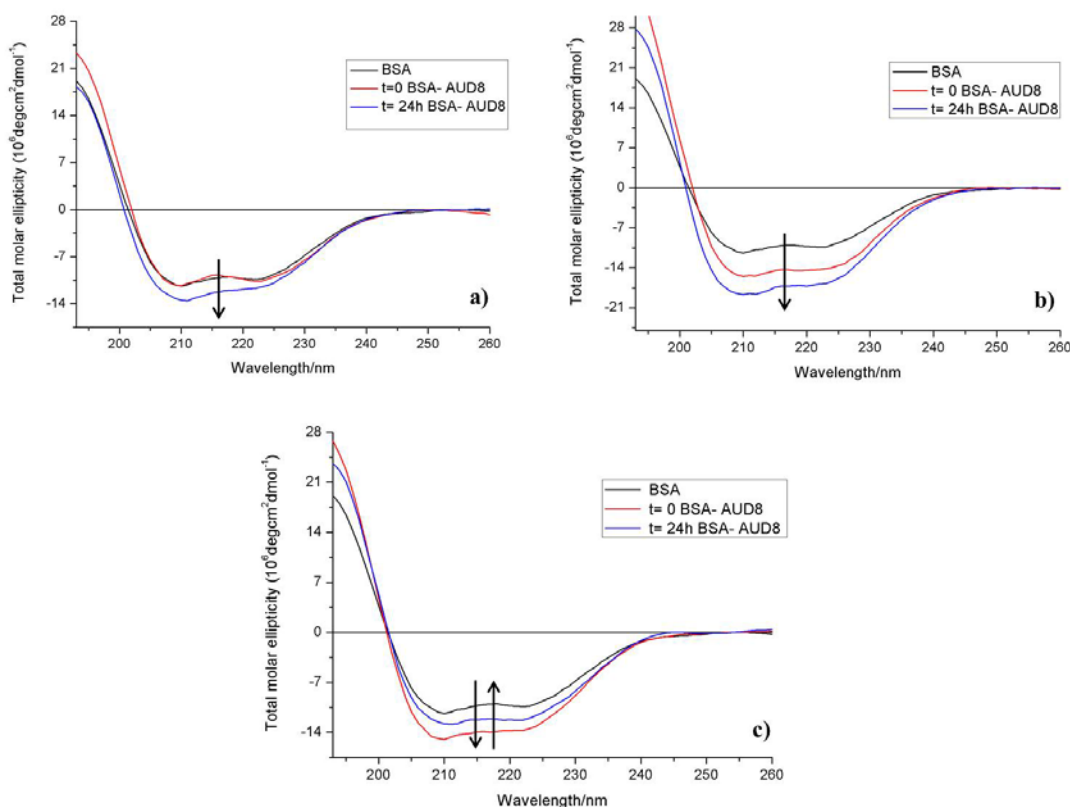 Total molar ellipticity (10⁶degcm²dmol⁻¹)
28
21
14
7
0
-7
-14
BSA
t=0 BSA- AUD8
t= 24h BSA- AUD8
a)
200
210
220
230
240
250
260
Wavelength/nm
Total molar ellipticity (10⁶degcm²dmol⁻¹)
28
21
14
7
0
-7
-14
-21
BSA
t= 0 BSA- AUD8
t= 24h BSA- AUD8
b)
200
210
220
230
240
250
260
Wavelength/nm
Total molar ellipticity (10⁶degcm²dmol⁻¹)
28
21
14
7
0
-7
-14
BSA
t= 0 BSA- AUD8
t= 24h BSA- AUD8
c)
200
210
220
230
240
250
260
Wavelength/nm